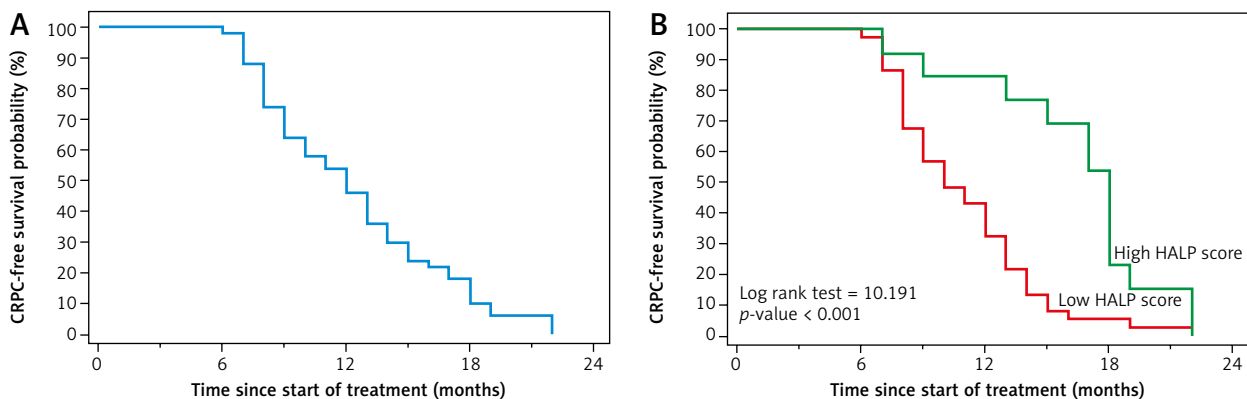 A
CRPC-free survival probability (%)
100
90
80
70
60
50
40
30
20
10
0
0 6 12 18 24
Time since start of treatment (months)
B
CRPC-free survival probability (%)
100
90
80
70
60
50
40
30
20
10
0
High HALP score
Low HALP score
Log rank test = 10.191
p-value < 0.001
0 6 12 18 24
Time since start of treatment (months)